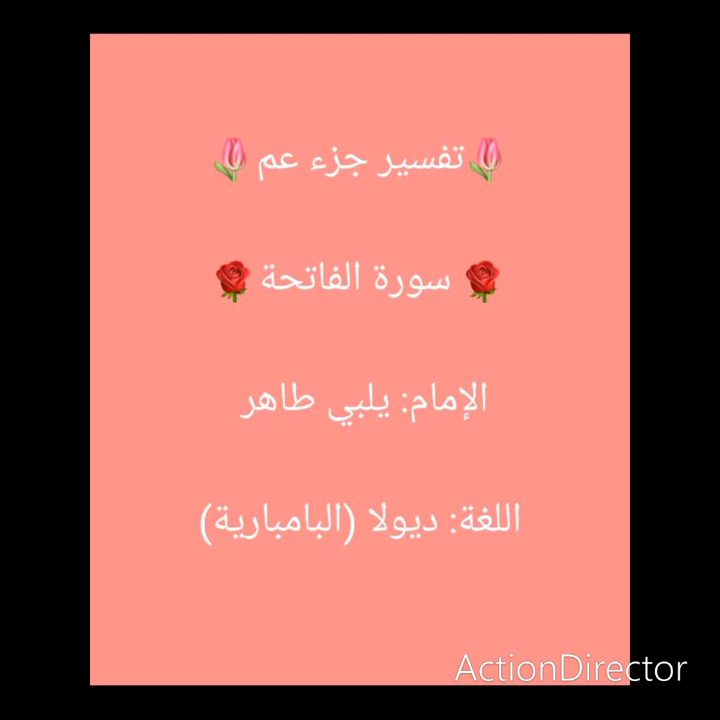 🌷تفسير جزء عم 🌷
🌹 سورة الفاتحة 🌹
الإمام: يلبي طاهر
اللغة: ديولا (البامبارية)
ActionDirector